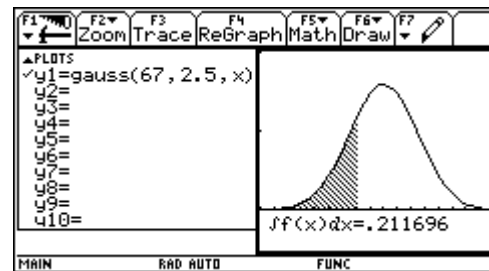 F1 F2 F3 F4 F5 F6 F7
Zoom Trace ReGraph Math Draw
PLOTS
✓y1=gauss(67,2.5,x)
y2=
y3=
y4=
y5=
y6=
y7=
y8=
y9=
y10=
∫f(x)dx=.211696
MAIN RAD AUTO FUNC